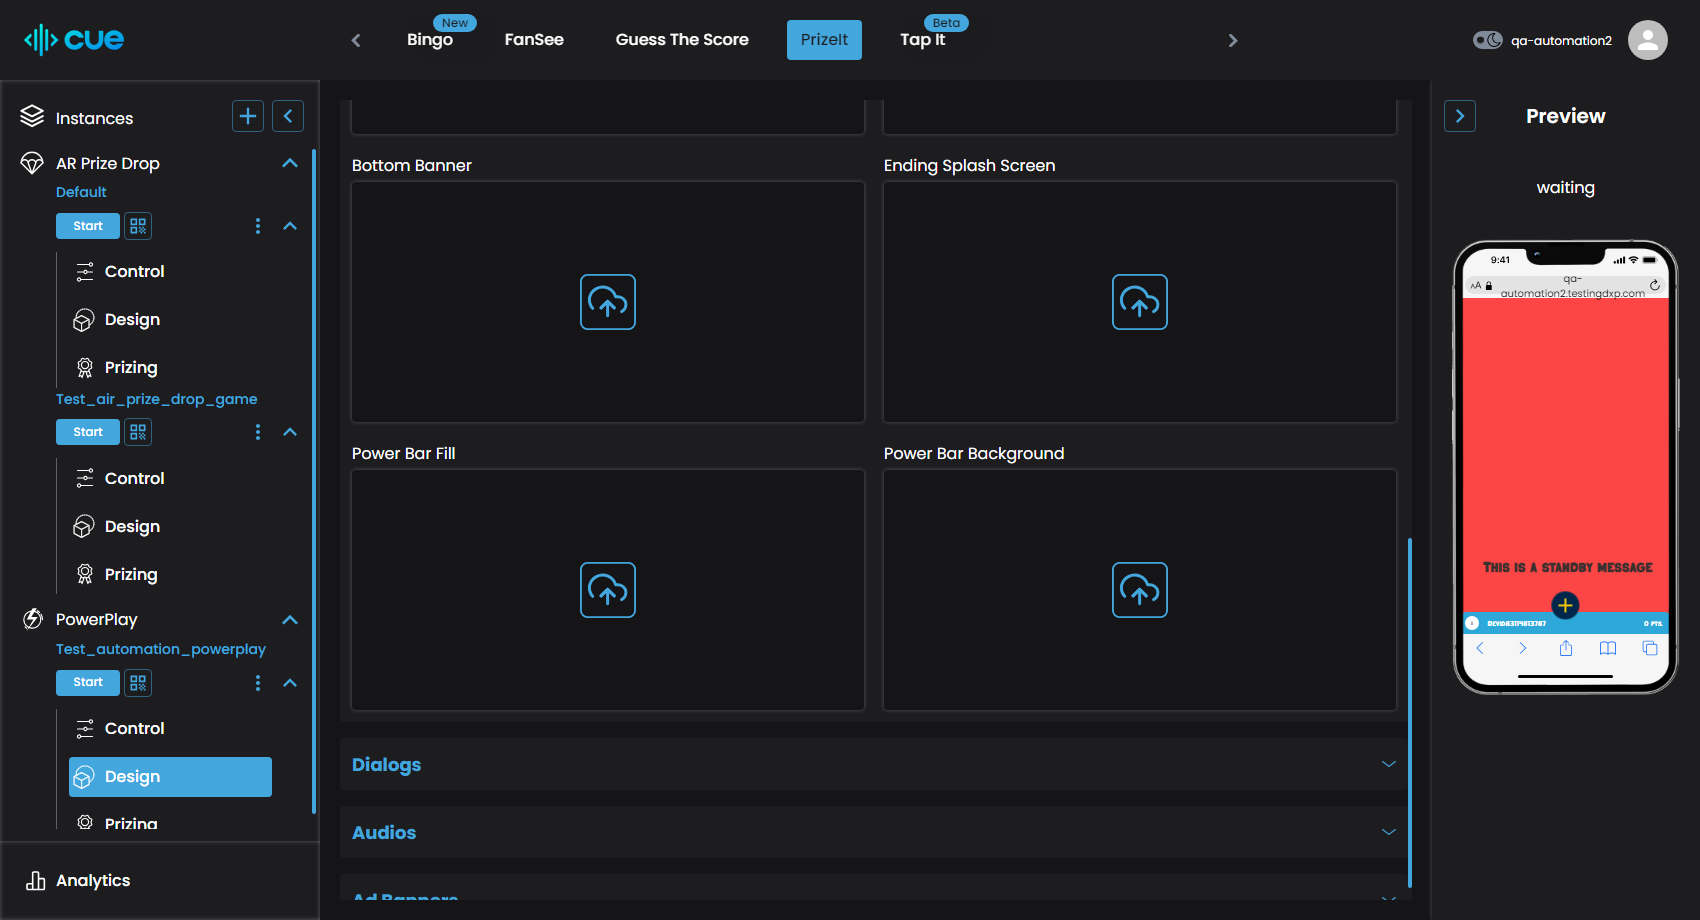 cue
Bingo
New
FanSee
Guess The Score
PrizeIt
Tap It
Beta
qa-automation2
Instances
AR Prize Drop
Default
Start
Control
Design
Prizing
Test_air_prize_drop_game
Start
Control
Design
Prizing
PowerPlay
Test_automation_powerplay
Start
Control
Design
Prizing
Analytics
Bottom Banner
Ending Splash Screen
Power Bar Fill
Power Bar Background
Dialogs
Audios
Ad Banners
Preview
waiting
9:41
AA
qa-
automation2.testingdxp.com
This is a standby message
0 PTS.